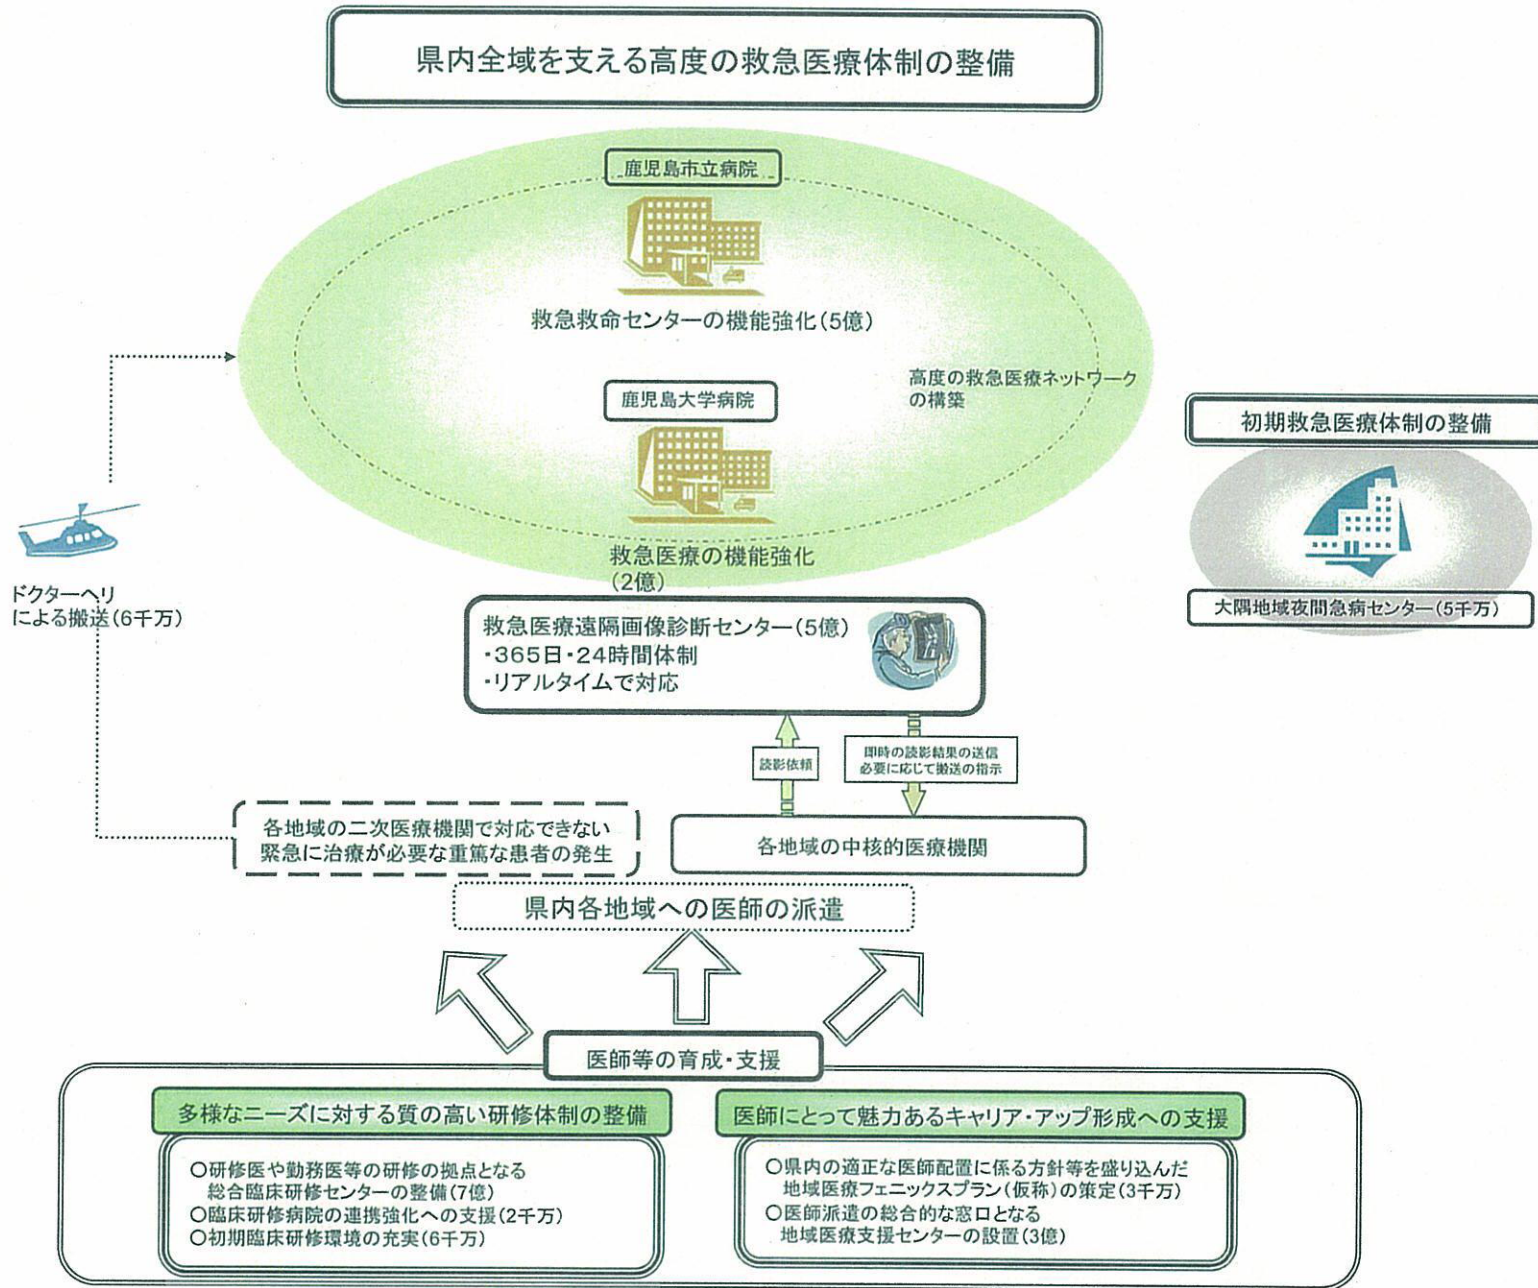 県内全域を支える高度の救急医療体制の整備
鹿児島市立病院
救急救命センターの機能強化(5億)
鹿児島大学病院
高度の救急医療ネットワーク
の構築
救急医療の機能強化
(2億)
初期救急医療体制の整備
大隅地域夜間急病センター(5千万)
ドクターヘリ
による搬送(6千万)
救急医療遠隔画像診断センター(5億)
・365日・24時間体制
・リアルタイムで対応
読影依頼
即時の読影結果の送信
必要に応じて搬送の指示
各地域の二次医療機関で対応できない
緊急に治療が必要な重篤な患者の発生
各地域の中核的医療機関
県内各地域への医師の派遣
医師等の育成・支援
多様なニーズに対する質の高い研修体制の整備
○研修医や勤務医等の研修の拠点となる
総合臨床研修センターの整備(7億)
○臨床研修病院の連携強化への支援(2千万)
○初期臨床研修環境の充実(6千万)
医師にとって魅力あるキャリア・アップ形成への支援
○県内の適正な医師配置に係る方針等を盛り込んだ
地域医療フェニックスプラン(仮称)の策定(3千万)
○医師派遣の総合的な窓口となる
地域医療支援センターの設置(3億)